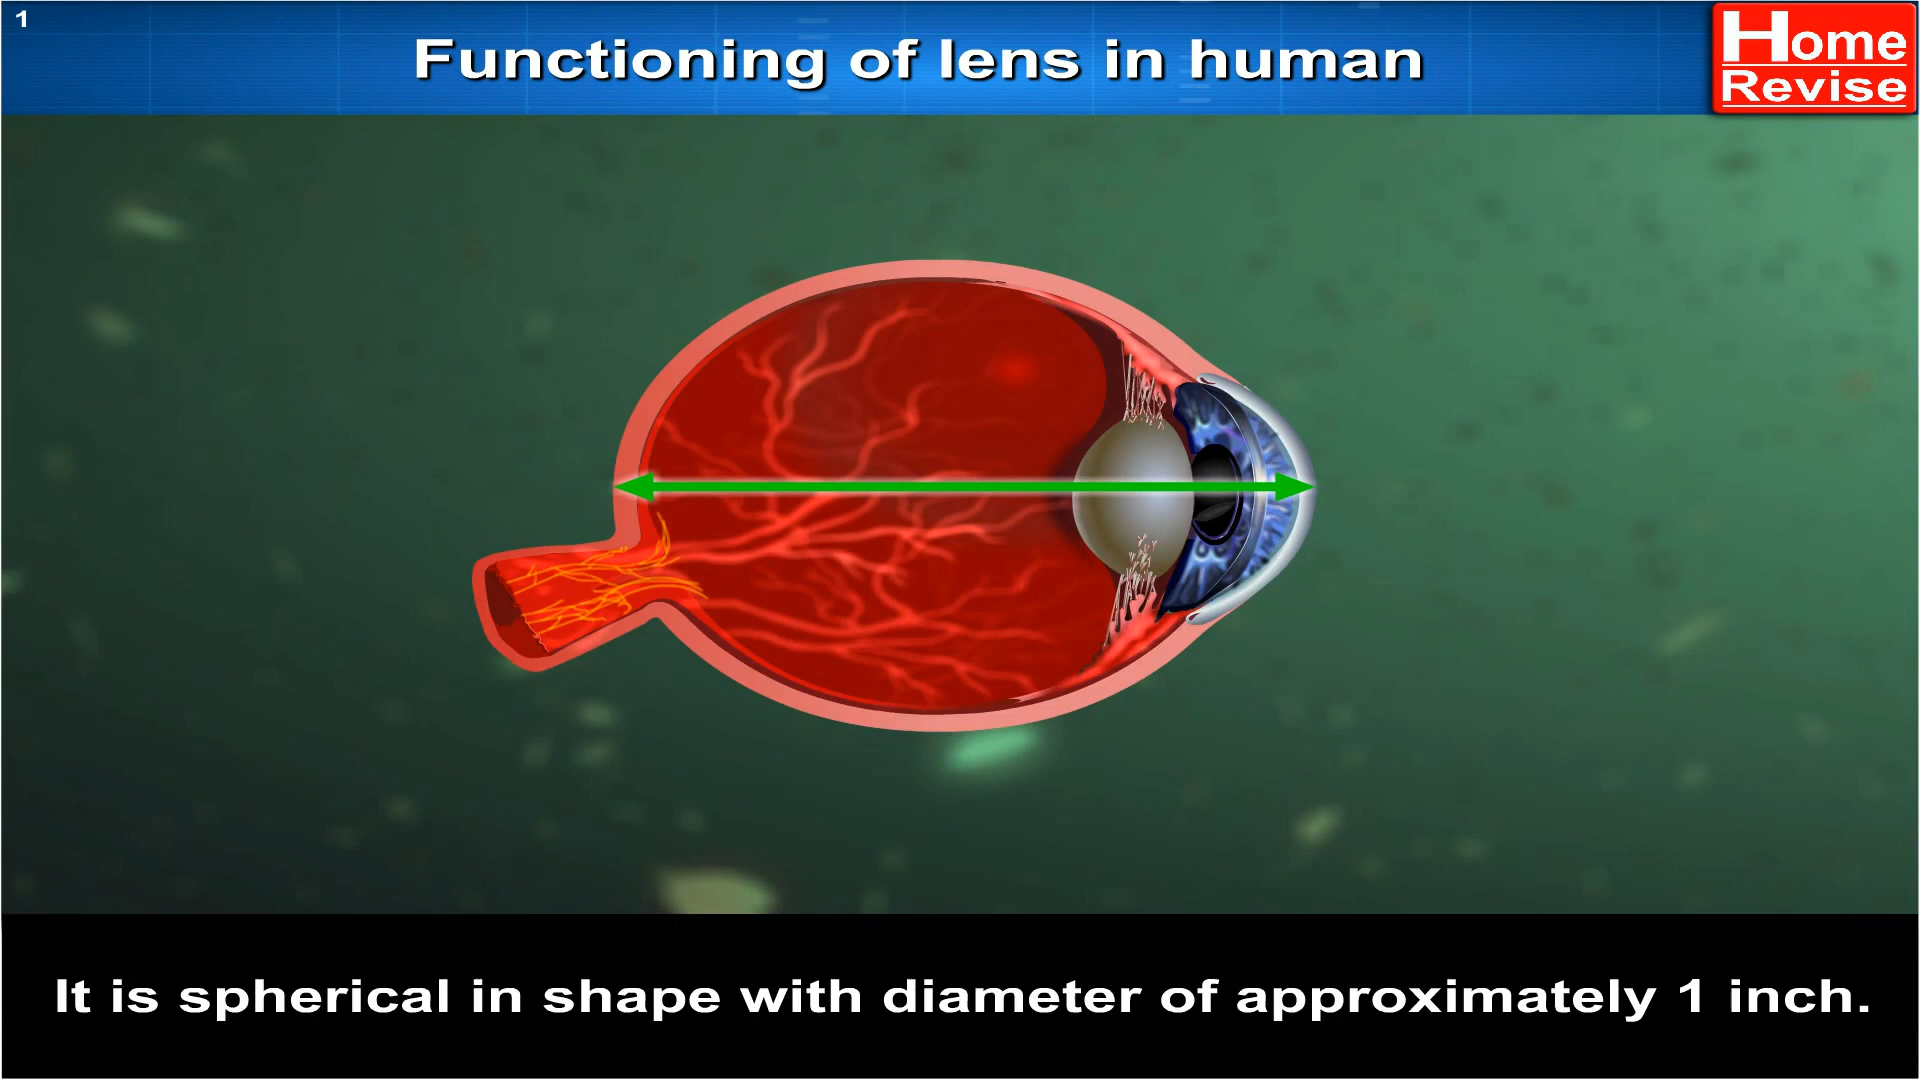 1
Functioning of lens in human
Home
Revise
It is spherical in shape with diameter of approximately 1 inch.